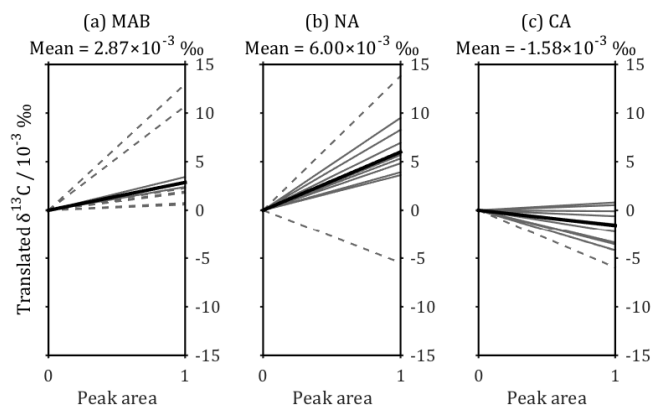 (a) MAB
Mean = 2.87×10⁻³ ‰
(b) NA
Mean = 6.00×10⁻³ ‰
(c) CA
Mean = -1.58×10⁻³ ‰
Translated δ¹³C / 10⁻³ ‰
15
10
5
0
-5
-10
-15
0
1
Peak area
15
10
5
0
-5
-10
-15
0
1
Peak area
15
10
5
0
-5
-10
-15
0
1
Peak area